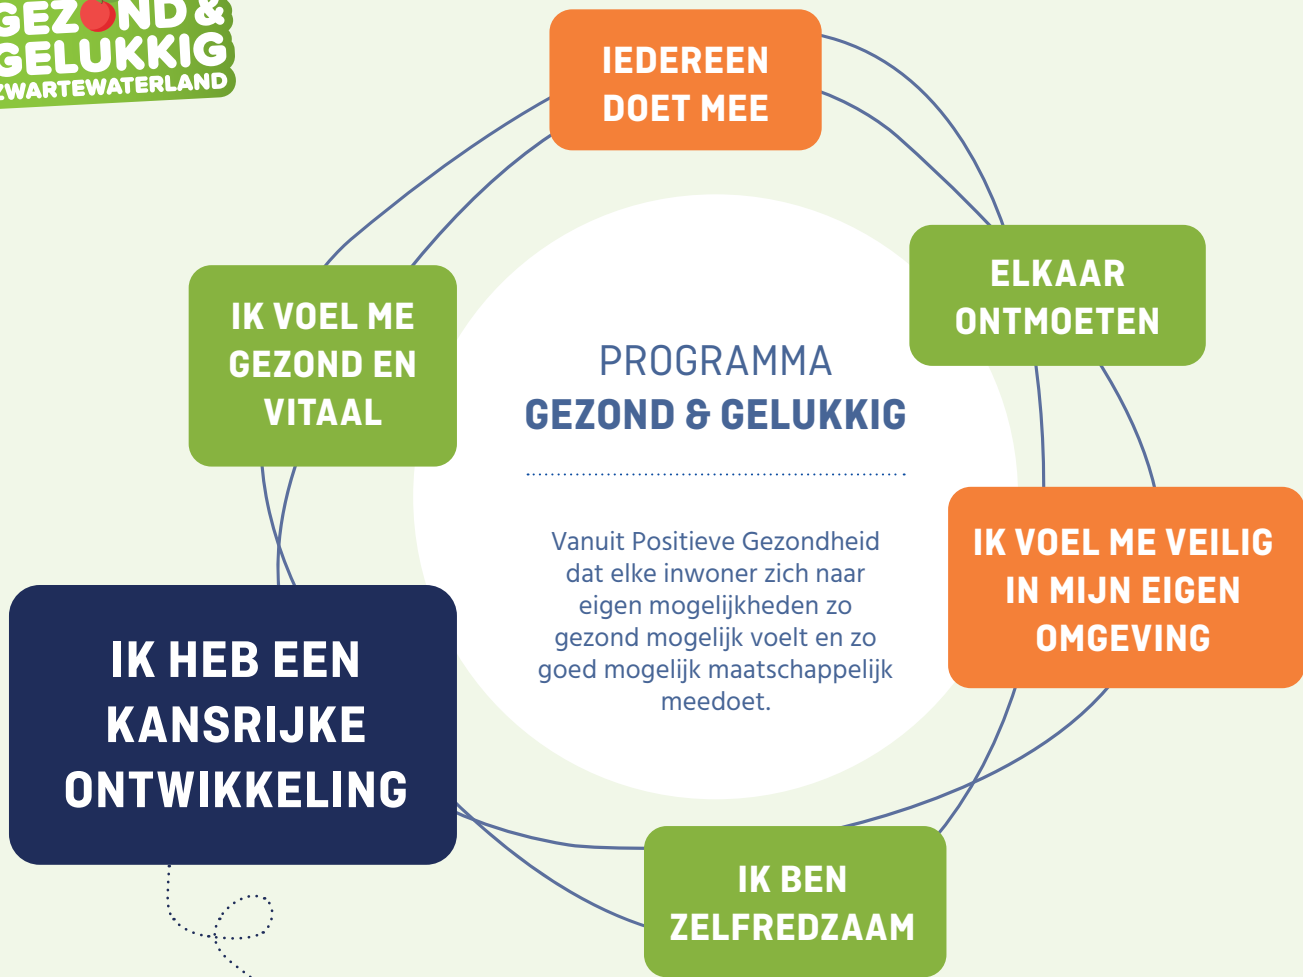 GEZOND &
GELUKKIG
ZWARTEWATERLAND
IEDEREEN
DOET MEE
ELKAAR
ONTMOETEN
IK VOEL ME
GEZOND EN
VITAAL
PROGRAMMA
GEZOND & GELUKKIG
Vanuit Positieve Gezondheid
dat elke inwoner zich naar
eigen mogelijkheden zo
gezond mogelijk voelt en zo
goed mogelijk maatschappelijk
meedoet.
IK VOEL ME VEILIG
IN MIJN EIGEN
OMGEVING
IK HEB EEN
KANSRIJKE
ONTWIKKELING
IK BEN
ZELFREDZAAM